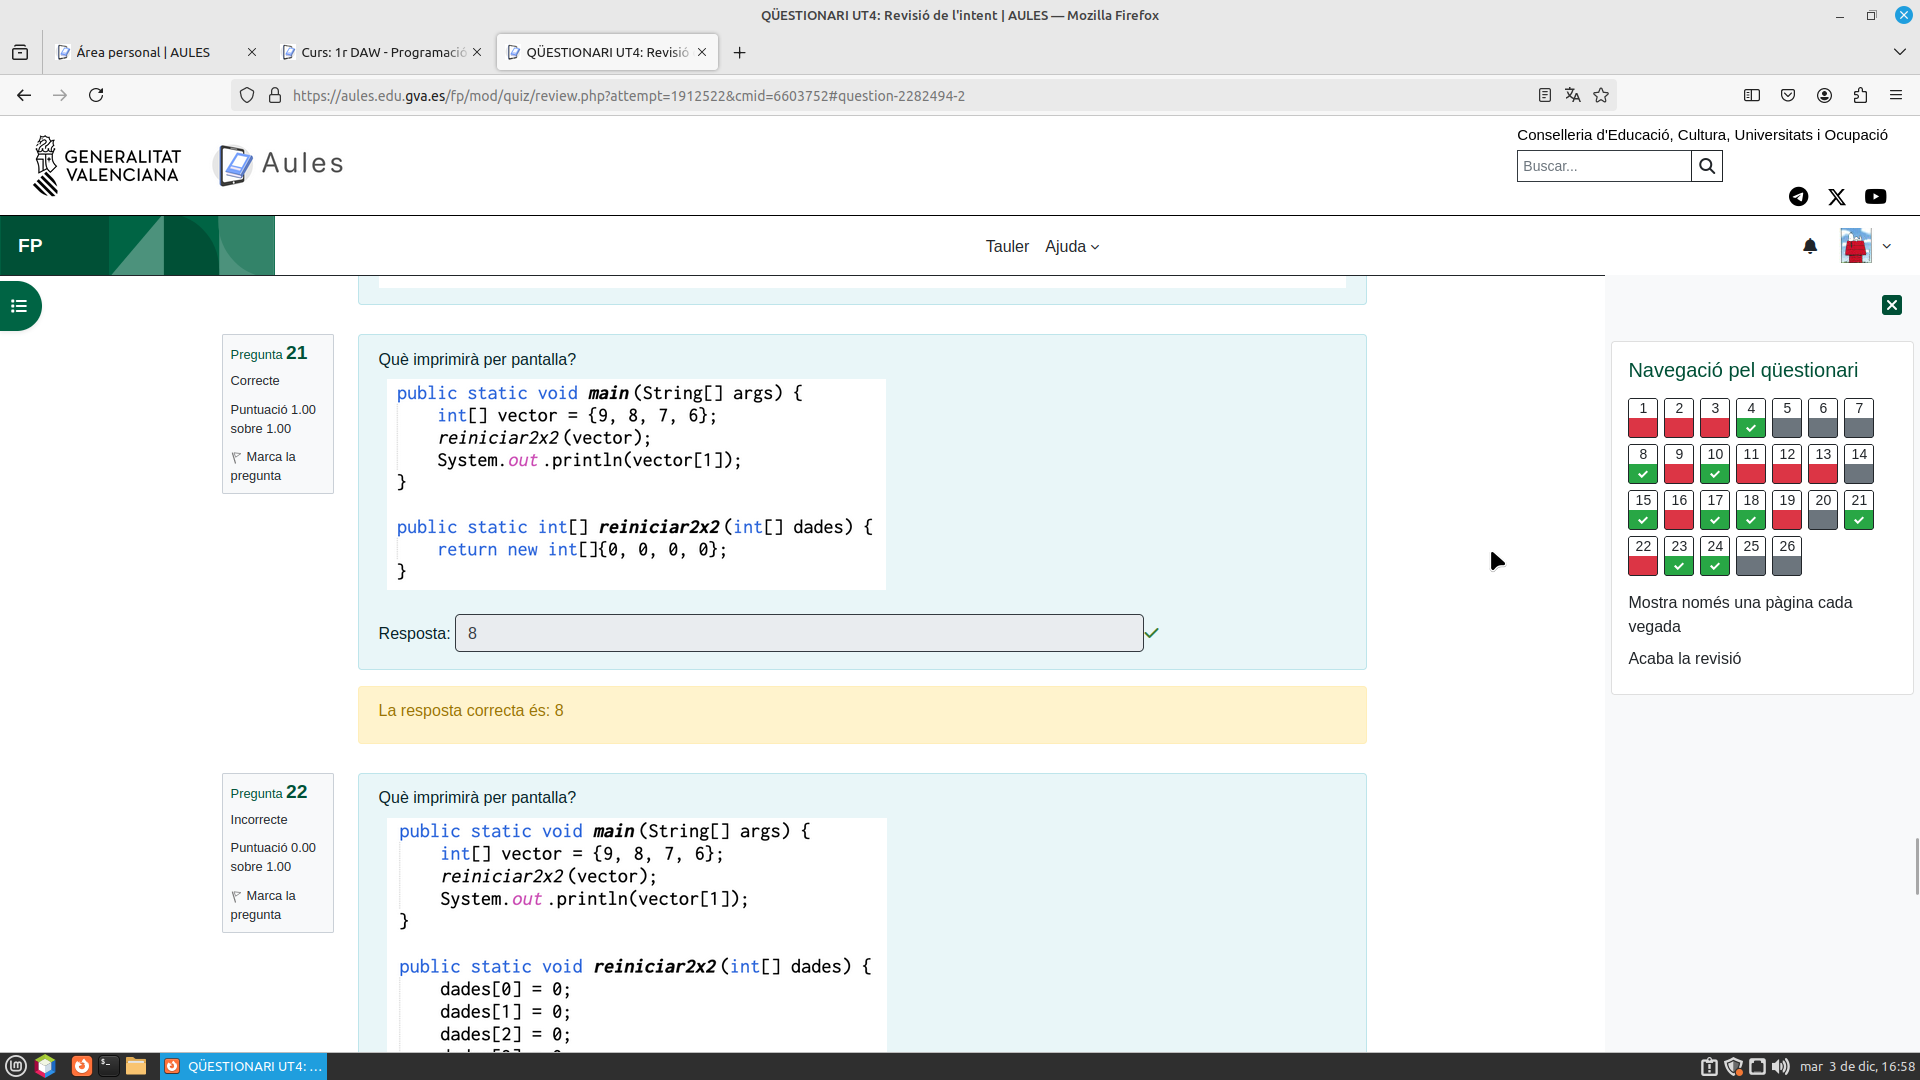 QÜESTIONARI UT4: Revisió de l'intent | AULES — Mozilla Firefox
Área personal | AULES
Curs: 1r DAW - Programació
QÜESTIONARI UT4: Revisió
https://aules.edu.gva.es/fp/mod/quiz/review.php?attempt=1912522&cmid=6603752#question-2282494-2
GENERALITAT
VALENCIANA
Aules
Conselleria d'Educació, Cultura, Universitats i Ocupació
Buscar...
FP
Tauler
Ajuda
Pregunta 21
Correcte
Puntuació 1.00
sobre 1.00
Marca la
pregunta
Què imprimirà per pantalla?
public static void main(String[] args) {
    int[] vector = {9, 8, 7, 6};
    reiniciar2x2(vector);
    System.out.println(vector[1]);
}
public static int[] reiniciar2x2(int[] dades) {
    return new int[]{0, 0, 0, 0};
}
Resposta: 8
La resposta correcta és: 8
Pregunta 22
Incorrecte
Puntuació 0.00
sobre 1.00
Marca la
pregunta
Què imprimirà per pantalla?
public static void main(String[] args) {
    int[] vector = {9, 8, 7, 6};
    reiniciar2x2(vector);
    System.out.println(vector[1]);
}
public static void reiniciar2x2(int[] dades) {
    dades[0] = 0;
    dades[1] = 0;
    dades[2] = 0;
Navegació pel qüestionari
1 2 3 4 5 6 7
8 9 10 11 12 13 14
15 16 17 18 19 20 21
22 23 24 25 26
Mostra només una pàgina cada
vegada
Acaba la revisió
QÜESTIONARI UT4: ...
mar 3 de dic, 16:58